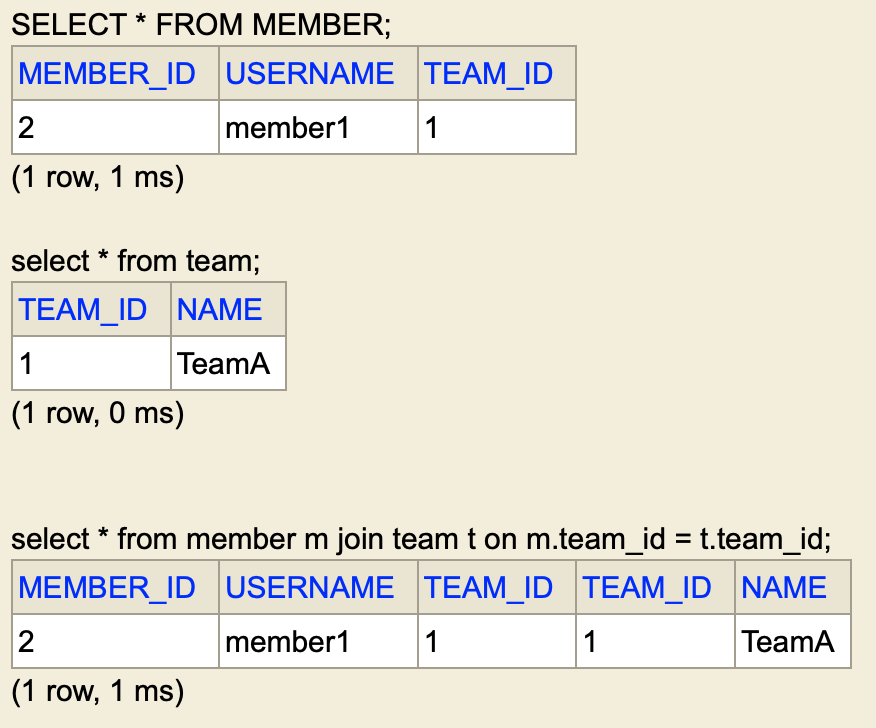 SELECT * FROM MEMBER;
MEMBER_ID USERNAME TEAM_ID
2 member1 1
(1 row, 1 ms)
select * from team;
TEAM_ID NAME
1 TeamA
(1 row, 0 ms)
select * from member m join team t on m.team_id = t.team_id;
MEMBER_ID USERNAME TEAM_ID TEAM_ID NAME
2 member1 1 1 TeamA
(1 row, 1 ms)